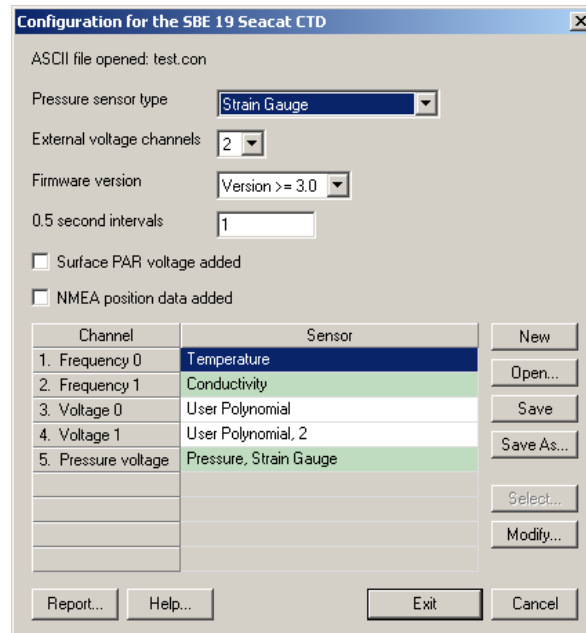 Configuration for the SBE 19 Seacat CTD
ASCII file opened: test.con
Pressure sensor type Strain Gauge
External voltage channels 2
Firmware version Version >= 3.0
0.5 second intervals 1
Surface PAR voltage added
NMEA position data added
Channel Sensor New
1. Frequency 0 Temperature
2. Frequency 1 Conductivity Open...
3. Voltage 0 User Polynomial Save
4. Voltage 1 User Polynomial, 2 Save As...
5. Pressure voltage Pressure, Strain Gauge
Select...
Modify...
Report... Help... Exit Cancel